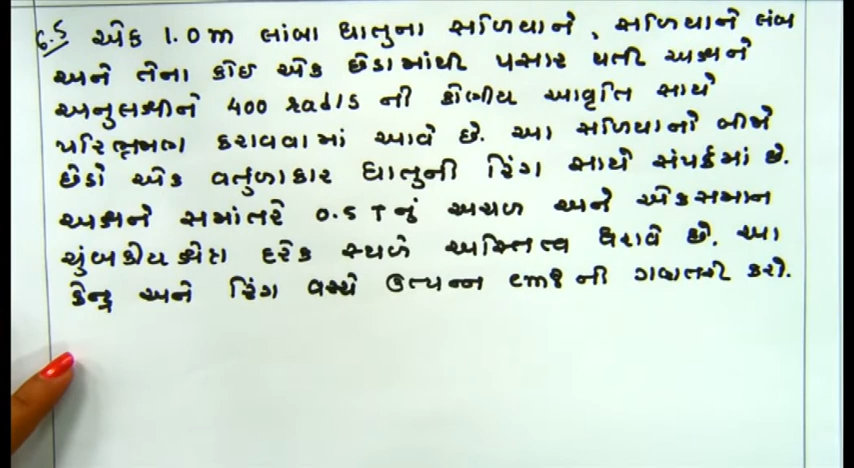 6.5 એક 1.0 m લાંબા ધાતુના સળિયાને, સળિયાને લંબ
અને તેના કોઇ એક છેડામાંથી પસાર થતી અક્ષને
અનુલક્ષીને 400 rad/s ની કોણીય આવૃત્તિ સાથે
પરિભ્રમણ કરાવવામાં આવે છે. આ સળિયાનો બીજો
છેડો એક વર્તુળાકાર ધાતુની રિંગ સાથે સંપર્કમાં છે.
અક્ષને સમાંતરે 0.5 T નું અચળ અને એકસમાન
ચુંબકીય ક્ષેત્ર દરેક સ્થળે અસ્તિત્વ ધરાવે છે. આ
કેન્દ્ર અને રિંગ વચ્ચે ઉત્પન્ન emf ની ગણતરી કરો.